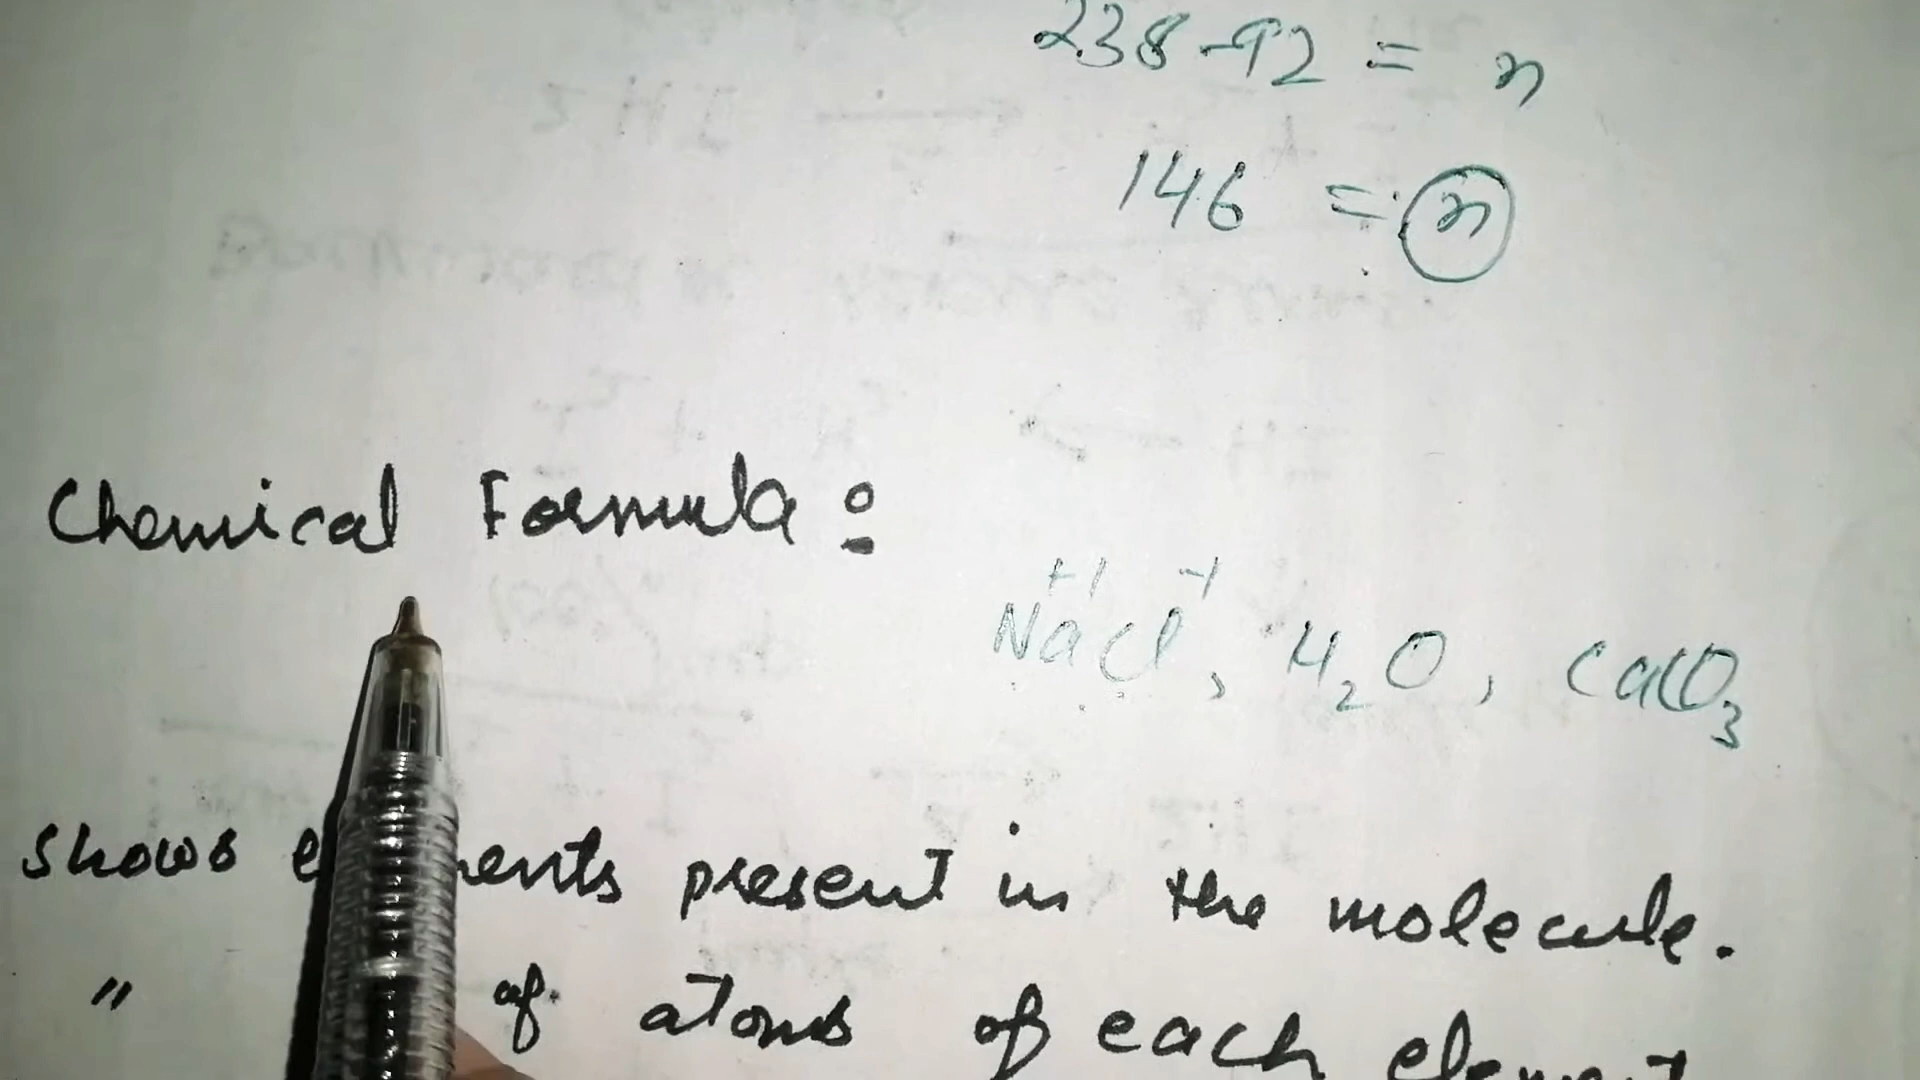 238-92 = n
146 = n
Chemical Formula:
+1 -1
NaCl, H₂O, CaCO₃
shows present in the molecule.
" of atoms of each element